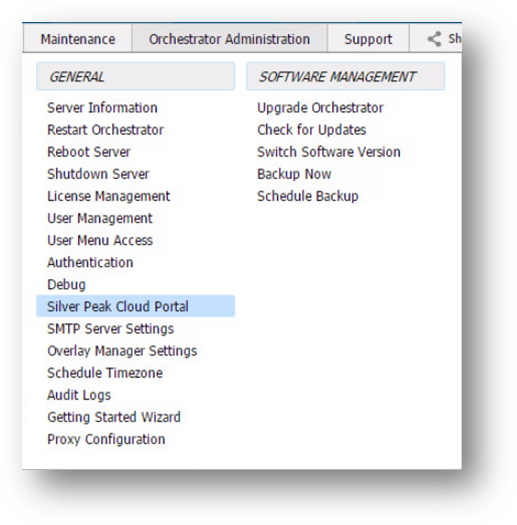 Maintenance
Orchestrator Administration
Support
Sh
GENERAL
Server Information
Restart Orchestrator
Reboot Server
Shutdown Server
License Management
User Management
User Menu Access
Authentication
Debug
Silver Peak Cloud Portal
SMTP Server Settings
Overlay Manager Settings
Schedule Timezone
Audit Logs
Getting Started Wizard
Proxy Configuration
SOFTWARE MANAGEMENT
Upgrade Orchestrator
Check for Updates
Switch Software Version
Backup Now
Schedule Backup